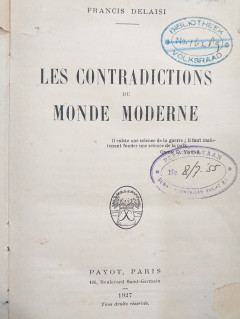 FRANCIS DELAISI
BIBLIOTHEEK
VOLKSRAAD
LES CONTRADICTIONS
DU
MONDE MODERNE
Il existe une science de la guerre ; il faut main-
tenant fonder une science de la paix.
Owen D. Young.
No 8/7.55
PAYOT, PARIS
106, Boulevard Saint-Germain
1927
Tous droits réservés.